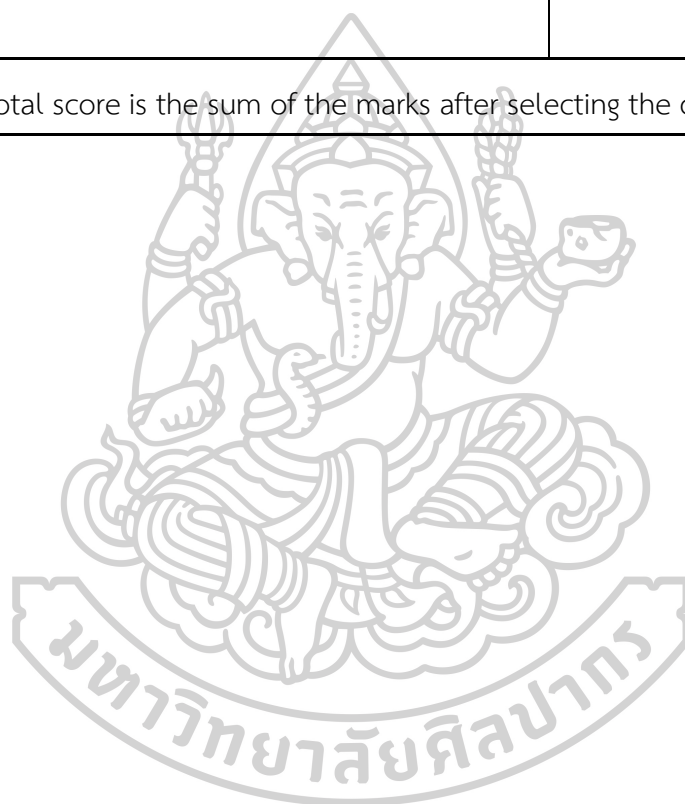 otal score is the sum of the marks after selecting the
มหาวิทยาลัยศิลปากร